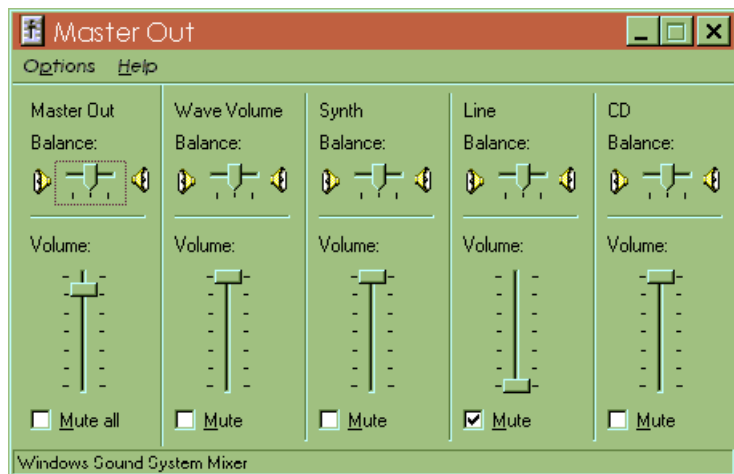 Master Out
Options Help
Master Out Wave Volume Synth Line CD
Balance: Balance: Balance: Balance: Balance:
Volume: Volume: Volume: Volume: Volume:
Mute all Mute Mute Mute Mute
Windows Sound System Mixer